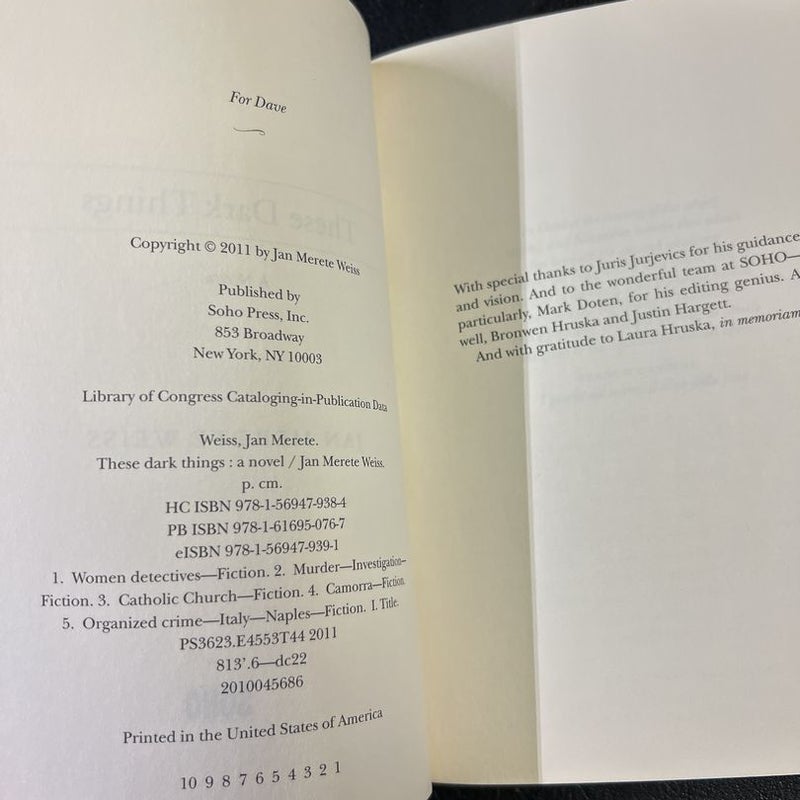 For Dave
These Dark Things
Copyright © 2011 by Jan Merete Weiss
Published by
Soho Press, Inc.
853 Broadway
New York, NY 10003
Library of Congress Cataloging-in-Publication Data
Weiss, Jan Merete.
These dark things : a novel / Jan Merete Weiss.
p. cm.
HC ISBN 978-1-56947-938-4
PB ISBN 978-1-61695-076-7
eISBN 978-1-56947-939-1
1. Women detectives—Fiction. 2. Murder—Investigation—
Fiction. 3. Catholic Church—Fiction. 4. Camorra—Fiction.
5. Organized crime—Italy—Naples—Fiction. I. Title.
PS3623.E4553T44 2011
813'.6—dc22
2010045686
Printed in the United States of America
10 9 8 7 6 5 4 3 2 1
With special thanks to Juris Jurjevics for his guidance
and vision. And to the wonderful team at SOHO—
particularly, Mark Doten, for his editing genius. A
well, Bronwen Hruska and Justin Hargett.
And with gratitude to Laura Hruska, in memoriam